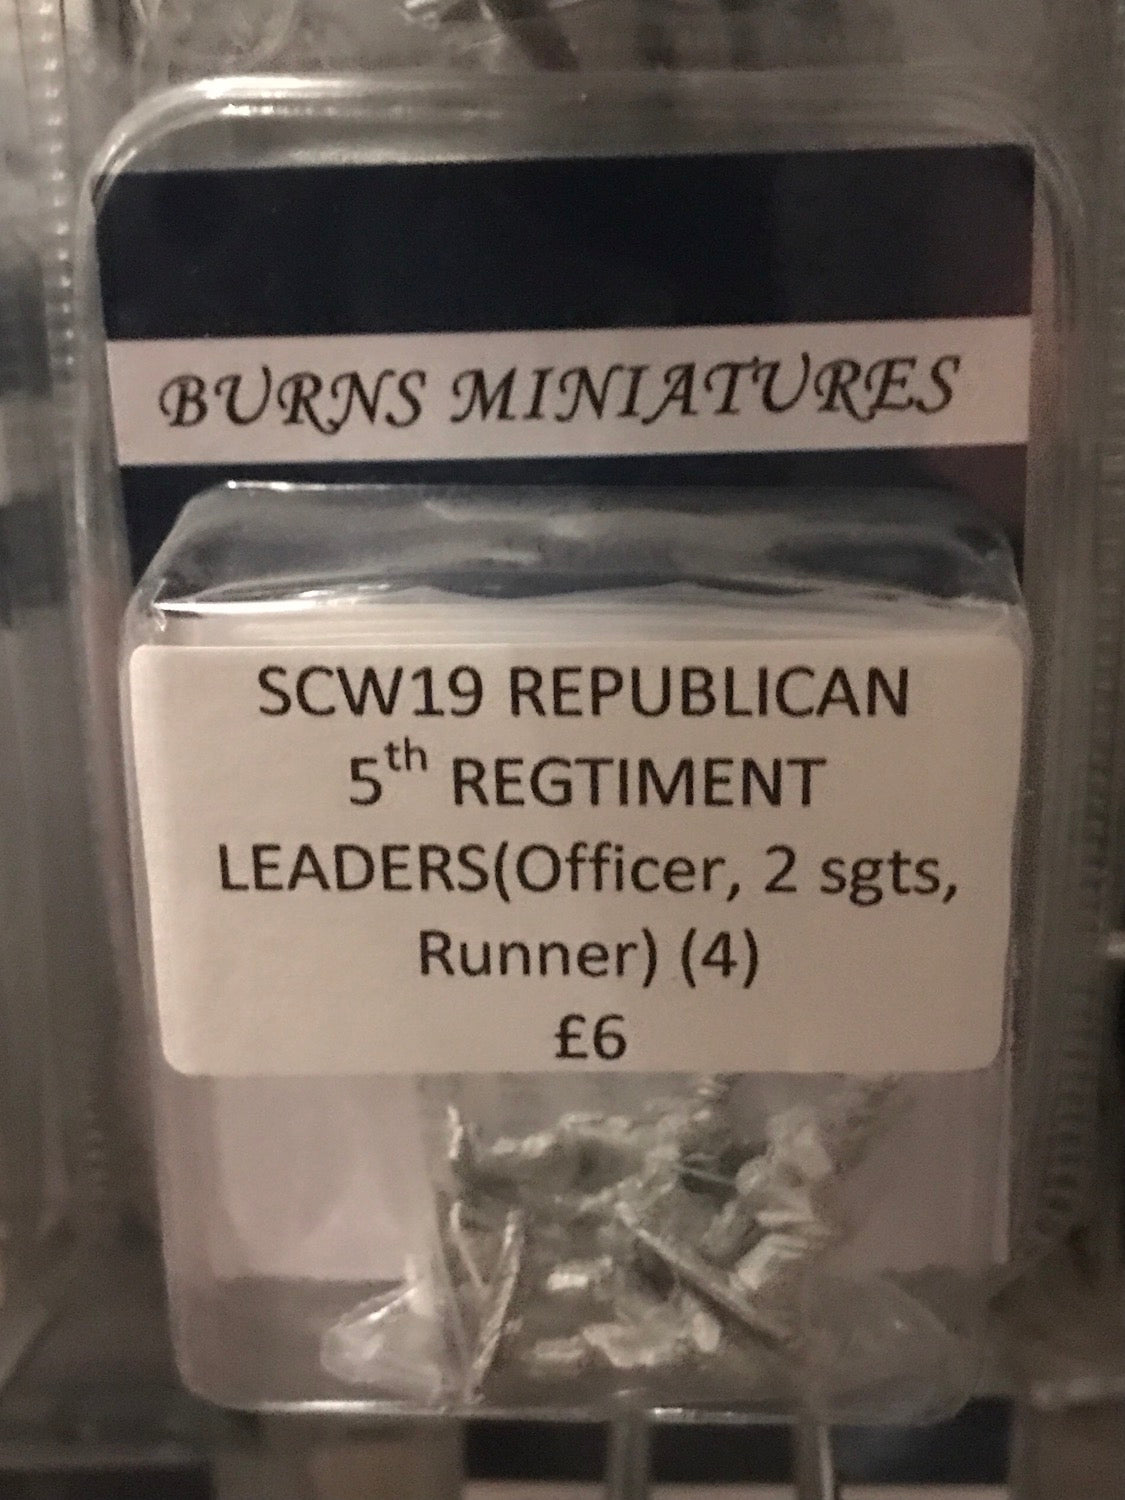 BURNS MINIATURES
SCW19 REPUBLICAN
5th REGTIMENT
LEADERS(Officer, 2 sgts,
Runner) (4)
£6